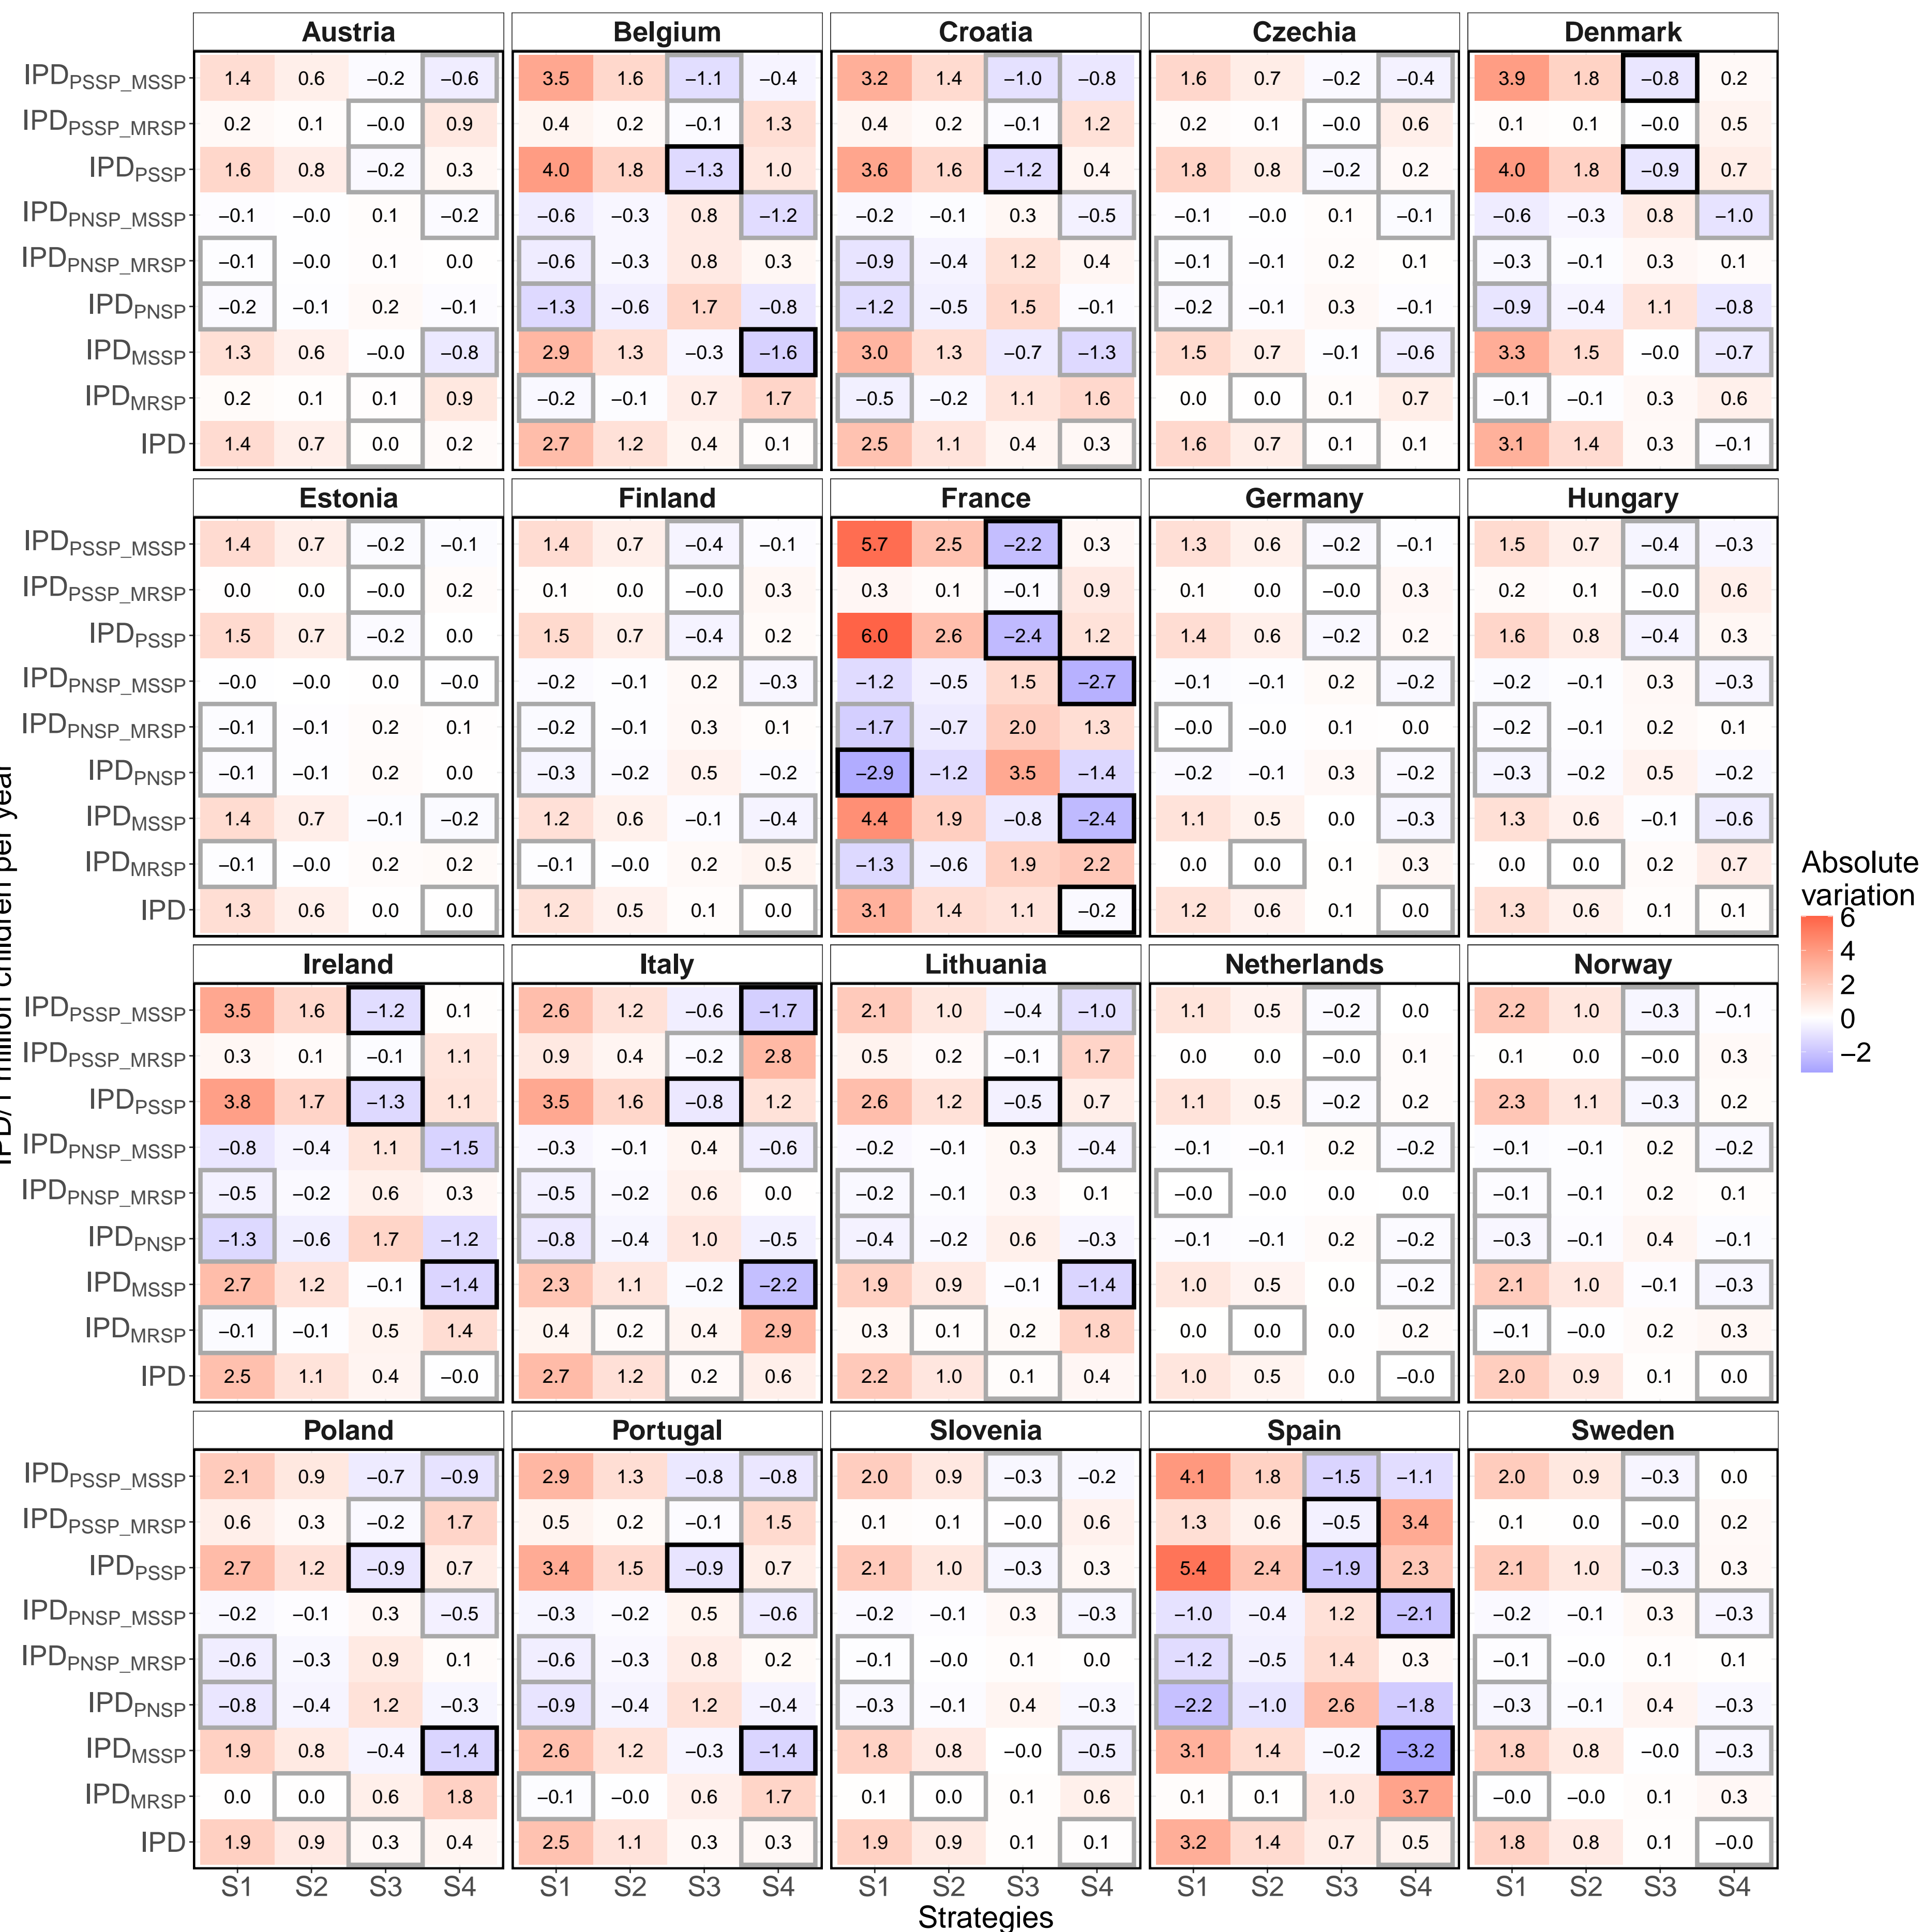 Austria Belgium Croatia Czechia Denmark
IPD_PSSP_MSSP 1.4 0.6 −0.2 −0.6 3.5 1.6 −1.1 −0.4 3.2 1.4 −1.0 −0.8 1.6 0.7 −0.2 −0.4 3.9 1.8 −0.8 0.2
IPD_PSSP_MRSP 0.2 0.1 −0.0 0.9 0.4 0.2 −0.1 1.3 0.4 0.2 −0.1 1.2 0.2 0.1 −0.0 0.6 0.1 0.1 −0.0 0.5
IPD_PSSP 1.6 0.8 −0.2 0.3 4.0 1.8 −1.3 1.0 3.6 1.6 −1.2 0.4 1.8 0.8 −0.2 0.2 4.0 1.8 −0.9 0.7
IPD_PNSP_MSSP −0.1 −0.0 0.1 −0.2 −0.6 −0.3 0.8 −1.2 −0.2 −0.1 0.3 −0.5 −0.1 −0.0 0.1 −0.1 −0.6 −0.3 0.8 −1.0
IPD_PNSP_MRSP −0.1 −0.0 0.1 0.0 −0.6 −0.3 0.8 0.3 −0.9 −0.4 1.2 0.4 −0.1 −0.1 0.2 0.1 −0.3 −0.1 0.3 0.1
IPD_PNSP −0.2 −0.1 0.2 −0.1 −1.3 −0.6 1.7 −0.8 −1.2 −0.5 1.5 −0.1 −0.2 −0.1 0.3 −0.1 −0.9 −0.4 1.1 −0.8
IPD_MSSP 1.3 0.6 −0.0 −0.8 2.9 1.3 −0.3 −1.6 3.0 1.3 −0.7 −1.3 1.5 0.7 −0.1 −0.6 3.3 1.5 −0.0 −0.7
IPD_MRSP 0.2 0.1 0.1 0.9 −0.2 −0.1 0.7 1.7 −0.5 −0.2 1.1 1.6 0.0 0.0 0.1 0.7 −0.1 −0.1 0.3 0.6
IPD 1.4 0.7 0.0 0.2 2.7 1.2 0.4 0.1 2.5 1.1 0.4 0.3 1.6 0.7 0.1 0.1 3.1 1.4 0.3 −0.1
Estonia Finland France Germany Hungary
IPD_PSSP_MSSP 1.4 0.7 −0.2 −0.1 1.4 0.7 −0.4 −0.1 5.7 2.5 −2.2 0.3 1.3 0.6 −0.2 −0.1 1.5 0.7 −0.4 −0.3
IPD_PSSP_MRSP 0.0 0.0 −0.0 0.2 0.1 0.0 −0.0 0.3 0.3 0.1 −0.1 0.9 0.1 0.0 −0.0 0.3 0.2 0.1 −0.0 0.6
IPD_PSSP 1.5 0.7 −0.2 0.0 1.5 0.7 −0.4 0.2 6.0 2.6 −2.4 1.2 1.4 0.6 −0.2 0.2 1.6 0.8 −0.4 0.3
IPD_PNSP_MSSP −0.0 −0.0 0.0 −0.0 −0.2 −0.1 0.2 −0.3 −1.2 −0.5 1.5 −2.7 −0.1 −0.1 0.2 −0.2 −0.2 −0.1 0.3 −0.3
IPD_PNSP_MRSP −0.1 −0.1 0.2 0.1 −0.2 −0.1 0.3 0.1 −1.7 −0.7 2.0 1.3 −0.0 −0.0 0.1 0.0 −0.2 −0.1 0.2 0.1
IPD_PNSP −0.1 −0.1 0.2 0.0 −0.3 −0.2 0.5 −0.2 −2.9 −1.2 3.5 −1.4 −0.2 −0.1 0.3 −0.2 −0.3 −0.2 0.5 −0.2
IPD_MSSP 1.4 0.7 −0.1 −0.2 1.2 0.6 −0.1 −0.4 4.4 1.9 −0.8 −2.4 1.1 0.5 0.0 −0.3 1.3 0.6 −0.1 −0.6
IPD_MRSP −0.1 −0.0 0.2 0.2 −0.1 −0.0 0.2 0.5 −1.3 −0.6 1.9 2.2 0.0 0.0 0.1 0.3 0.0 0.0 0.2 0.7
IPD 1.3 0.6 0.0 0.0 1.2 0.5 0.1 0.0 3.1 1.4 1.1 −0.2 1.2 0.6 0.1 0.0 1.3 0.6 0.1 0.1
Ireland Italy Lithuania Netherlands Norway
IPD_PSSP_MSSP 3.5 1.6 −1.2 0.1 2.6 1.2 −0.6 −1.7 2.1 1.0 −0.4 −1.0 1.1 0.5 −0.2 0.0 2.2 1.0 −0.3 −0.1
IPD_PSSP_MRSP 0.3 0.1 −0.1 1.1 0.9 0.4 −0.2 2.8 0.5 0.2 −0.1 1.7 0.0 0.0 −0.0 0.1 0.1 0.0 −0.0 0.3
IPD_PSSP 3.8 1.7 −1.3 1.1 3.5 1.6 −0.8 1.2 2.6 1.2 −0.5 0.7 1.1 0.5 −0.2 0.2 2.3 1.1 −0.3 0.2
IPD_PNSP_MSSP −0.8 −0.4 1.1 −1.5 −0.3 −0.1 0.4 −0.6 −0.2 −0.1 0.3 −0.4 −0.1 −0.1 0.2 −0.2 −0.1 −0.1 0.2 −0.2
IPD_PNSP_MRSP −0.5 −0.2 0.6 0.3 −0.5 −0.2 0.6 0.0 −0.2 −0.1 0.3 0.1 −0.0 −0.0 0.0 0.0 −0.1 −0.1 0.2 0.1
IPD_PNSP −1.3 −0.6 1.7 −1.2 −0.8 −0.4 1.0 −0.5 −0.4 −0.2 0.6 −0.3 −0.1 −0.1 0.2 −0.2 −0.3 −0.1 0.4 −0.1
IPD_MSSP 2.7 1.2 −0.1 −1.4 2.3 1.1 −0.2 −2.2 1.9 0.9 −0.1 −1.4 1.0 0.5 0.0 −0.2 2.1 1.0 −0.1 −0.3
IPD_MRSP −0.1 −0.1 0.5 1.4 0.4 0.2 0.4 2.9 0.3 0.1 0.2 1.8 0.0 0.0 0.0 0.2 −0.1 −0.0 0.2 0.3
IPD 2.5 1.1 0.4 −0.0 2.7 1.2 0.2 0.6 2.2 1.0 0.1 0.4 1.0 0.5 0.0 −0.0 2.0 0.9 0.1 0.0
Poland Portugal Slovenia Spain Sweden
IPD_PSSP_MSSP 2.1 0.9 −0.7 −0.9 2.9 1.3 −0.8 −0.8 2.0 0.9 −0.3 −0.2 4.1 1.8 −1.5 −1.1 2.0 0.9 −0.3 0.0
IPD_PSSP_MRSP 0.6 0.3 −0.2 1.7 0.5 0.2 −0.1 1.5 0.1 0.1 −0.0 0.6 1.3 0.6 −0.5 3.4 0.1 0.0 −0.0 0.2
IPD_PSSP 2.7 1.2 −0.9 0.7 3.4 1.5 −0.9 0.7 2.1 1.0 −0.3 0.3 5.4 2.4 −1.9 2.3 2.1 1.0 −0.3 0.3
IPD_PNSP_MSSP −0.2 −0.1 0.3 −0.5 −0.3 −0.2 0.5 −0.6 −0.2 −0.1 0.3 −0.3 −1.0 −0.4 1.2 −2.1 −0.2 −0.1 0.3 −0.3
IPD_PNSP_MRSP −0.6 −0.3 0.9 0.1 −0.6 −0.3 0.8 0.2 −0.1 −0.0 0.1 0.0 −1.2 −0.5 1.4 0.3 −0.1 −0.0 0.1 0.1
IPD_PNSP −0.8 −0.4 1.2 −0.3 −0.9 −0.4 1.2 −0.4 −0.3 −0.1 0.4 −0.3 −2.2 −1.0 2.6 −1.8 −0.3 −0.1 0.4 −0.3
IPD_MSSP 1.9 0.8 −0.4 −1.4 2.6 1.2 −0.3 −1.4 1.8 0.8 −0.0 −0.5 3.1 1.4 −0.2 −3.2 1.8 0.8 −0.0 −0.3
IPD_MRSP 0.0 0.0 0.6 1.8 −0.1 −0.0 0.6 1.7 0.1 0.0 0.1 0.6 0.1 0.1 1.0 3.7 −0.0 −0.0 0.1 0.3
IPD 1.9 0.9 0.3 0.4 2.5 1.1 0.3 0.3 1.9 0.9 0.1 0.1 3.2 1.4 0.7 0.5 1.8 0.8 0.1 −0.0
S1 S2 S3 S4 S1 S2 S3 S4 S1 S2 S3 S4 S1 S2 S3 S4 S1 S2 S3 S4
Strategies
Absolute
variation
6
4
2
0
−2